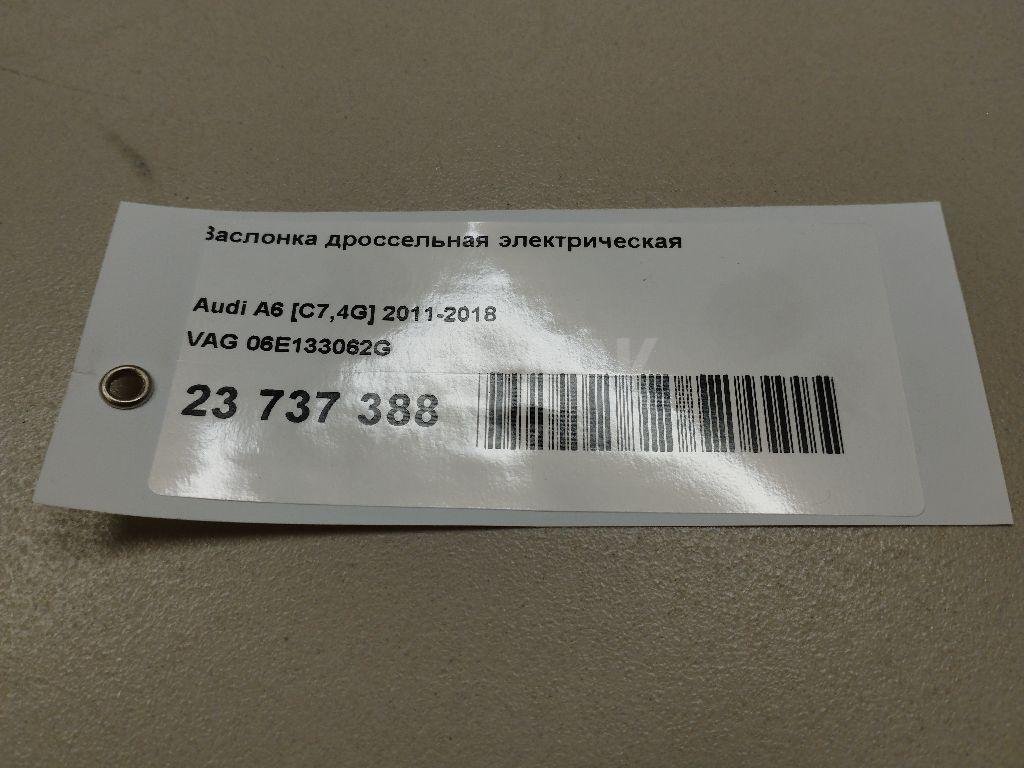 Заслонка дроссельная электрическая
Audi A6 [C7,4G] 2011-2018
VAG 06E133062G
23 737 388